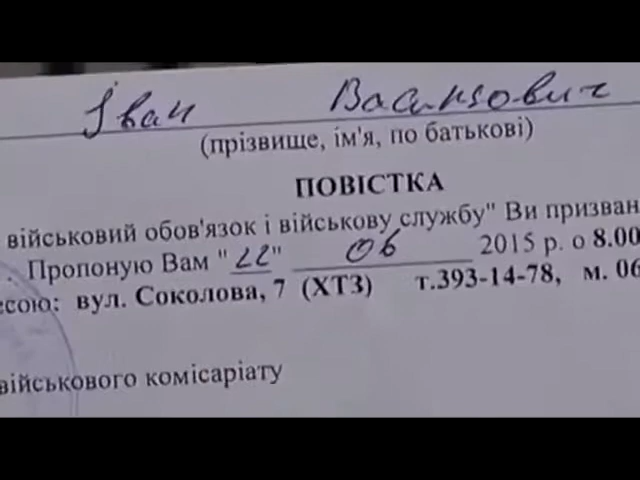 Іван Васильович
(прізвище, ім'я, по батькові)
ПОВІСТКА
військовий обов'язок і військову службу" Ви призван
. Пропоную Вам "22" 06 2015 р. о 8.00
есою: вул. Соколова, 7 (ХТЗ) т.393-14-78, м. 06
військового комісаріату